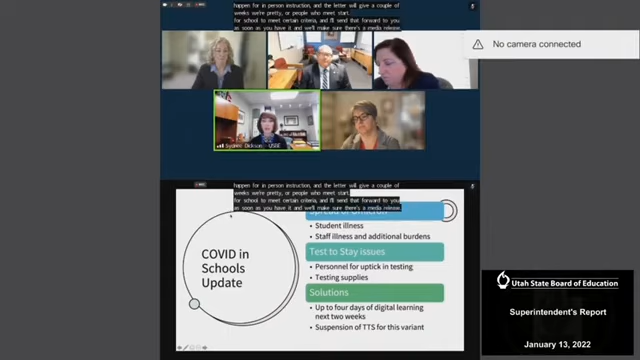 happen for in person instruction, and the letter will give a couple of
weeks we're pretty, or people who meet start.
for school to meet certain criteria, and I'll send that forward to you
as soon as you have it and we'll make sure there's a media release
No camera connected
Sydnee Dickson, - USBE
happen for in person instruction, and the letter will give a couple of
weeks we're pretty, or people who meet start.
for school to meet certain criteria, and I'll send that forward to you
as soon as you have it and we'll make sure there's a media release.
Spread of Omicron
• Student illness
• Staff illness and additional burdens
COVID in
Schools
Update
Test to Stay issues
• Personnel for uptick in testing
• Testing supplies
Solutions
• Up to four days of digital learning
next two weeks
• Suspension of TTS for this variant
Utah State Board of Education
Superintendent's Report
January 13, 2022